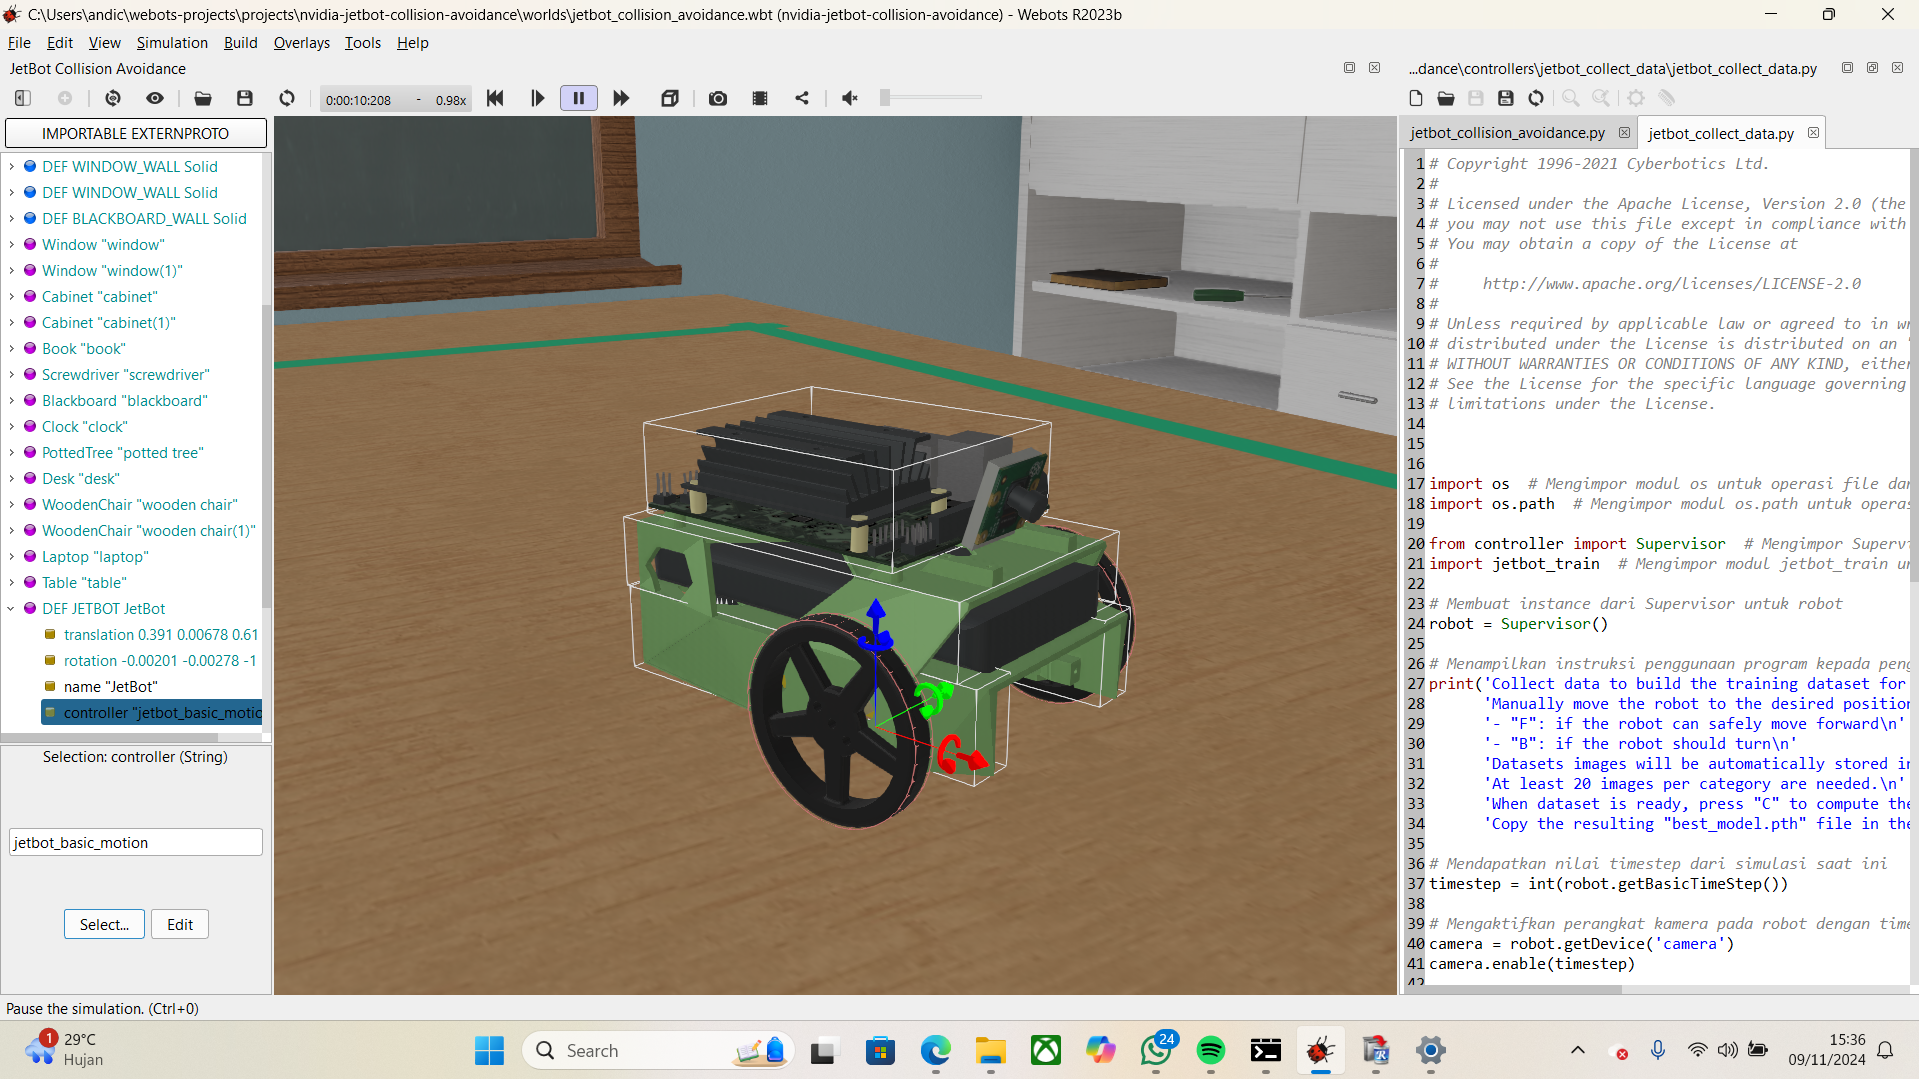 C:\Users\andic\webots-projects\projects\nvidia-jetbot-collision-avoidance\worlds\jetbot_collision_avoidance.wbt (nvidia-jetbot-collision-avoidance) - Webots R2023b
File Edit View Simulation Build Overlays Tools Help
JetBot Collision Avoidance
0:00:10:208 - 0.98x
IMPORTABLE EXTERNPROTO
DEF WINDOW_WALL Solid
DEF WINDOW_WALL Solid
DEF BLACKBOARD_WALL Solid
Window "window"
Window "window(1)"
Cabinet "cabinet"
Cabinet "cabinet(1)"
Book "book"
Screwdriver "screwdriver"
Blackboard "blackboard"
Clock "clock"
PottedTree "potted tree"
Desk "desk"
WoodenChair "wooden chair"
WoodenChair "wooden chair(1)"
Laptop "laptop"
Table "table"
DEF JETBOT JetBot
translation 0.391 0.00678 0.61
rotation -0.00201 -0.00278 -1
name "JetBot"
controller "jetbot_basic_motio
Selection: controller (String)
jetbot_basic_motion
Select... Edit
...dance\controllers\jetbot_collect_data\jetbot_collect_data.py
jetbot_collision_avoidance.py jetbot_collect_data.py
1 # Copyright 1996-2021 Cyberbotics Ltd.
2 #
3 # Licensed under the Apache License, Version 2.0 (the
4 # you may not use this file except in compliance with
5 # You may obtain a copy of the License at
6 #
7 # http://www.apache.org/licenses/LICENSE-2.0
8 #
9 # Unless required by applicable law or agreed to in wr
10 # distributed under the License is distributed on an "
11 # WITHOUT WARRANTIES OR CONDITIONS OF ANY KIND, either
12 # See the License for the specific language governing
13 # limitations under the License.
14
15
16
17 import os # Mengimpor modul os untuk operasi file dan
18 import os.path # Mengimpor modul os.path untuk operas
19
20 from controller import Supervisor # Mengimpor Supervi
21 import jetbot_train # Mengimpor modul jetbot_train un
22
23 # Membuat instance dari Supervisor untuk robot
24 robot = Supervisor()
25
26 # Menampilkan instruksi penggunaan program kepada peng
27 print('Collect data to build the training dataset for
28 'Manually move the robot to the desired position
29 '- "F": if the robot can safely move forward\n'
30 '- "B": if the robot should turn\n'
31 'Datasets images will be automatically stored in
32 'At least 20 images per category are needed.\n'
33 'When dataset is ready, press "C" to compute the
34 'Copy the resulting "best_model.pth" file in the
35
36 # Mendapatkan nilai timestep dari simulasi saat ini
37 timestep = int(robot.getBasicTimeStep())
38
39 # Mengaktifkan perangkat kamera pada robot dengan time
40 camera = robot.getDevice('camera')
41 camera.enable(timestep)
42
Pause the simulation. (Ctrl+0)
1
29°C
Hujan
Search
24
15:36
09/11/2024